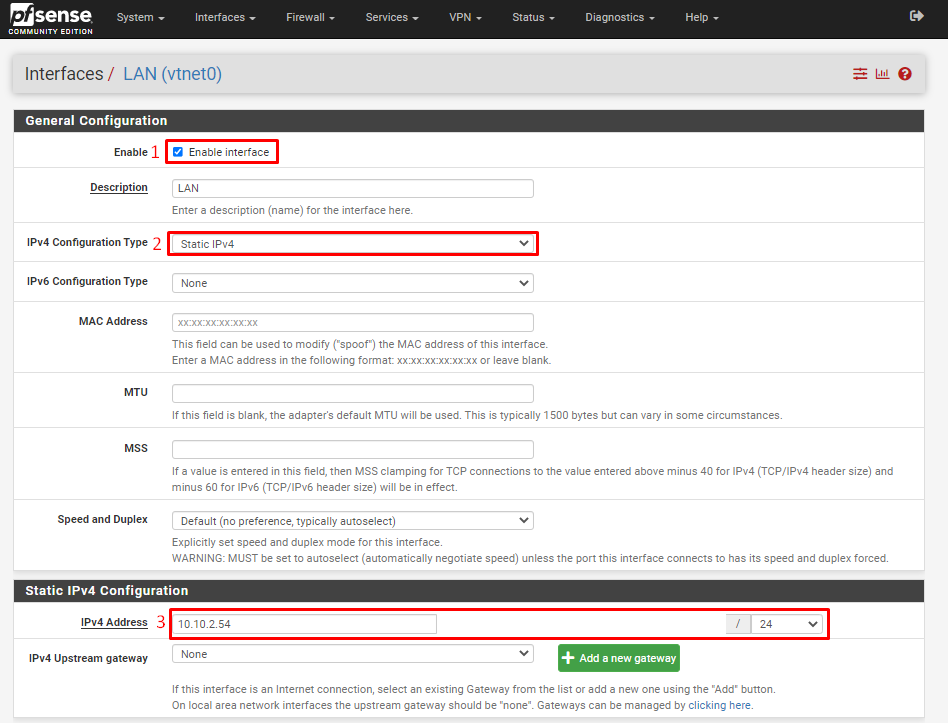 pfsense
COMMUNITY EDITION
System Interfaces Firewall Services VPN Status Diagnostics Help
Interfaces / LAN (vtnet0)
General Configuration
Enable 1 Enable interface
Description LAN
Enter a description (name) for the interface here.
IPv4 Configuration Type 2 Static IPv4
IPv6 Configuration Type None
MAC Address xx:xx:xx:xx:xx:xx
This field can be used to modify ("spoof") the MAC address of this interface.
Enter a MAC address in the following format: xx:xx:xx:xx:xx:xx or leave blank.
MTU
If this field is blank, the adapter's default MTU will be used. This is typically 1500 bytes but can vary in some circumstances.
MSS
If a value is entered in this field, then MSS clamping for TCP connections to the value entered above minus 40 for IPv4 (TCP/IPv4 header size) and
minus 60 for IPv6 (TCP/IPv6 header size) will be in effect.
Speed and Duplex Default (no preference, typically autoselect)
Explicitly set speed and duplex mode for this interface.
WARNING: MUST be set to autoselect (automatically negotiate speed) unless the port this interface connects to has its speed and duplex forced.
Static IPv4 Configuration
IPv4 Address 3 10.10.2.54 / 24
IPv4 Upstream gateway None + Add a new gateway
If this interface is an Internet connection, select an existing Gateway from the list or add a new one using the "Add" button.
On local area network interfaces the upstream gateway should be "none". Gateways can be managed by clicking here.